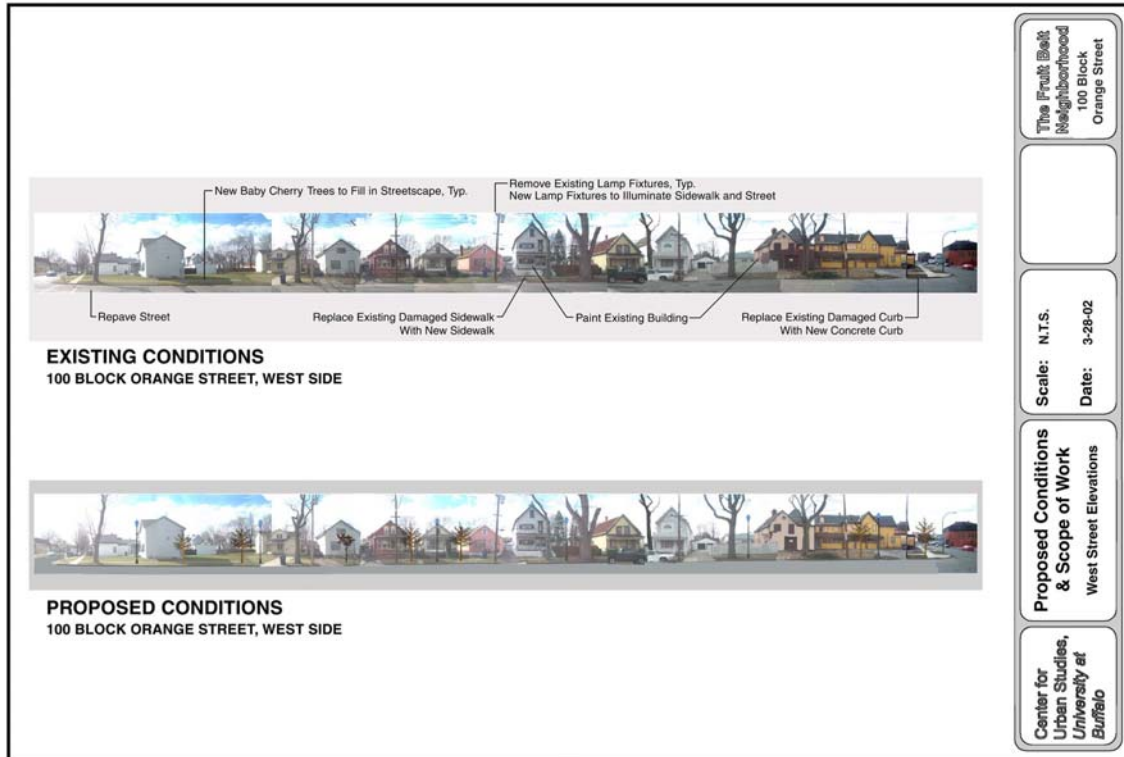 New Baby Cherry Trees to Fill in Streetscape, Typ.
Remove Existing Lamp Fixtures, Typ.
New Lamp Fixtures to Illuminate Sidewalk and Street
Repave Street
Replace Existing Damaged Sidewalk
With New Sidewalk
Paint Existing Building
Replace Existing Damaged Curb
With New Concrete Curb
EXISTING CONDITIONS
100 BLOCK ORANGE STREET, WEST SIDE
PROPOSED CONDITIONS
100 BLOCK ORANGE STREET, WEST SIDE
The Fruit Belt
Neighborhood
100 Block
Orange Street
Scale: N.T.S.
Date: 3-28-02
Proposed Conditions
& Scope of Work
West Street Elevations
Center for
Urban Studies,
University at
Buffalo